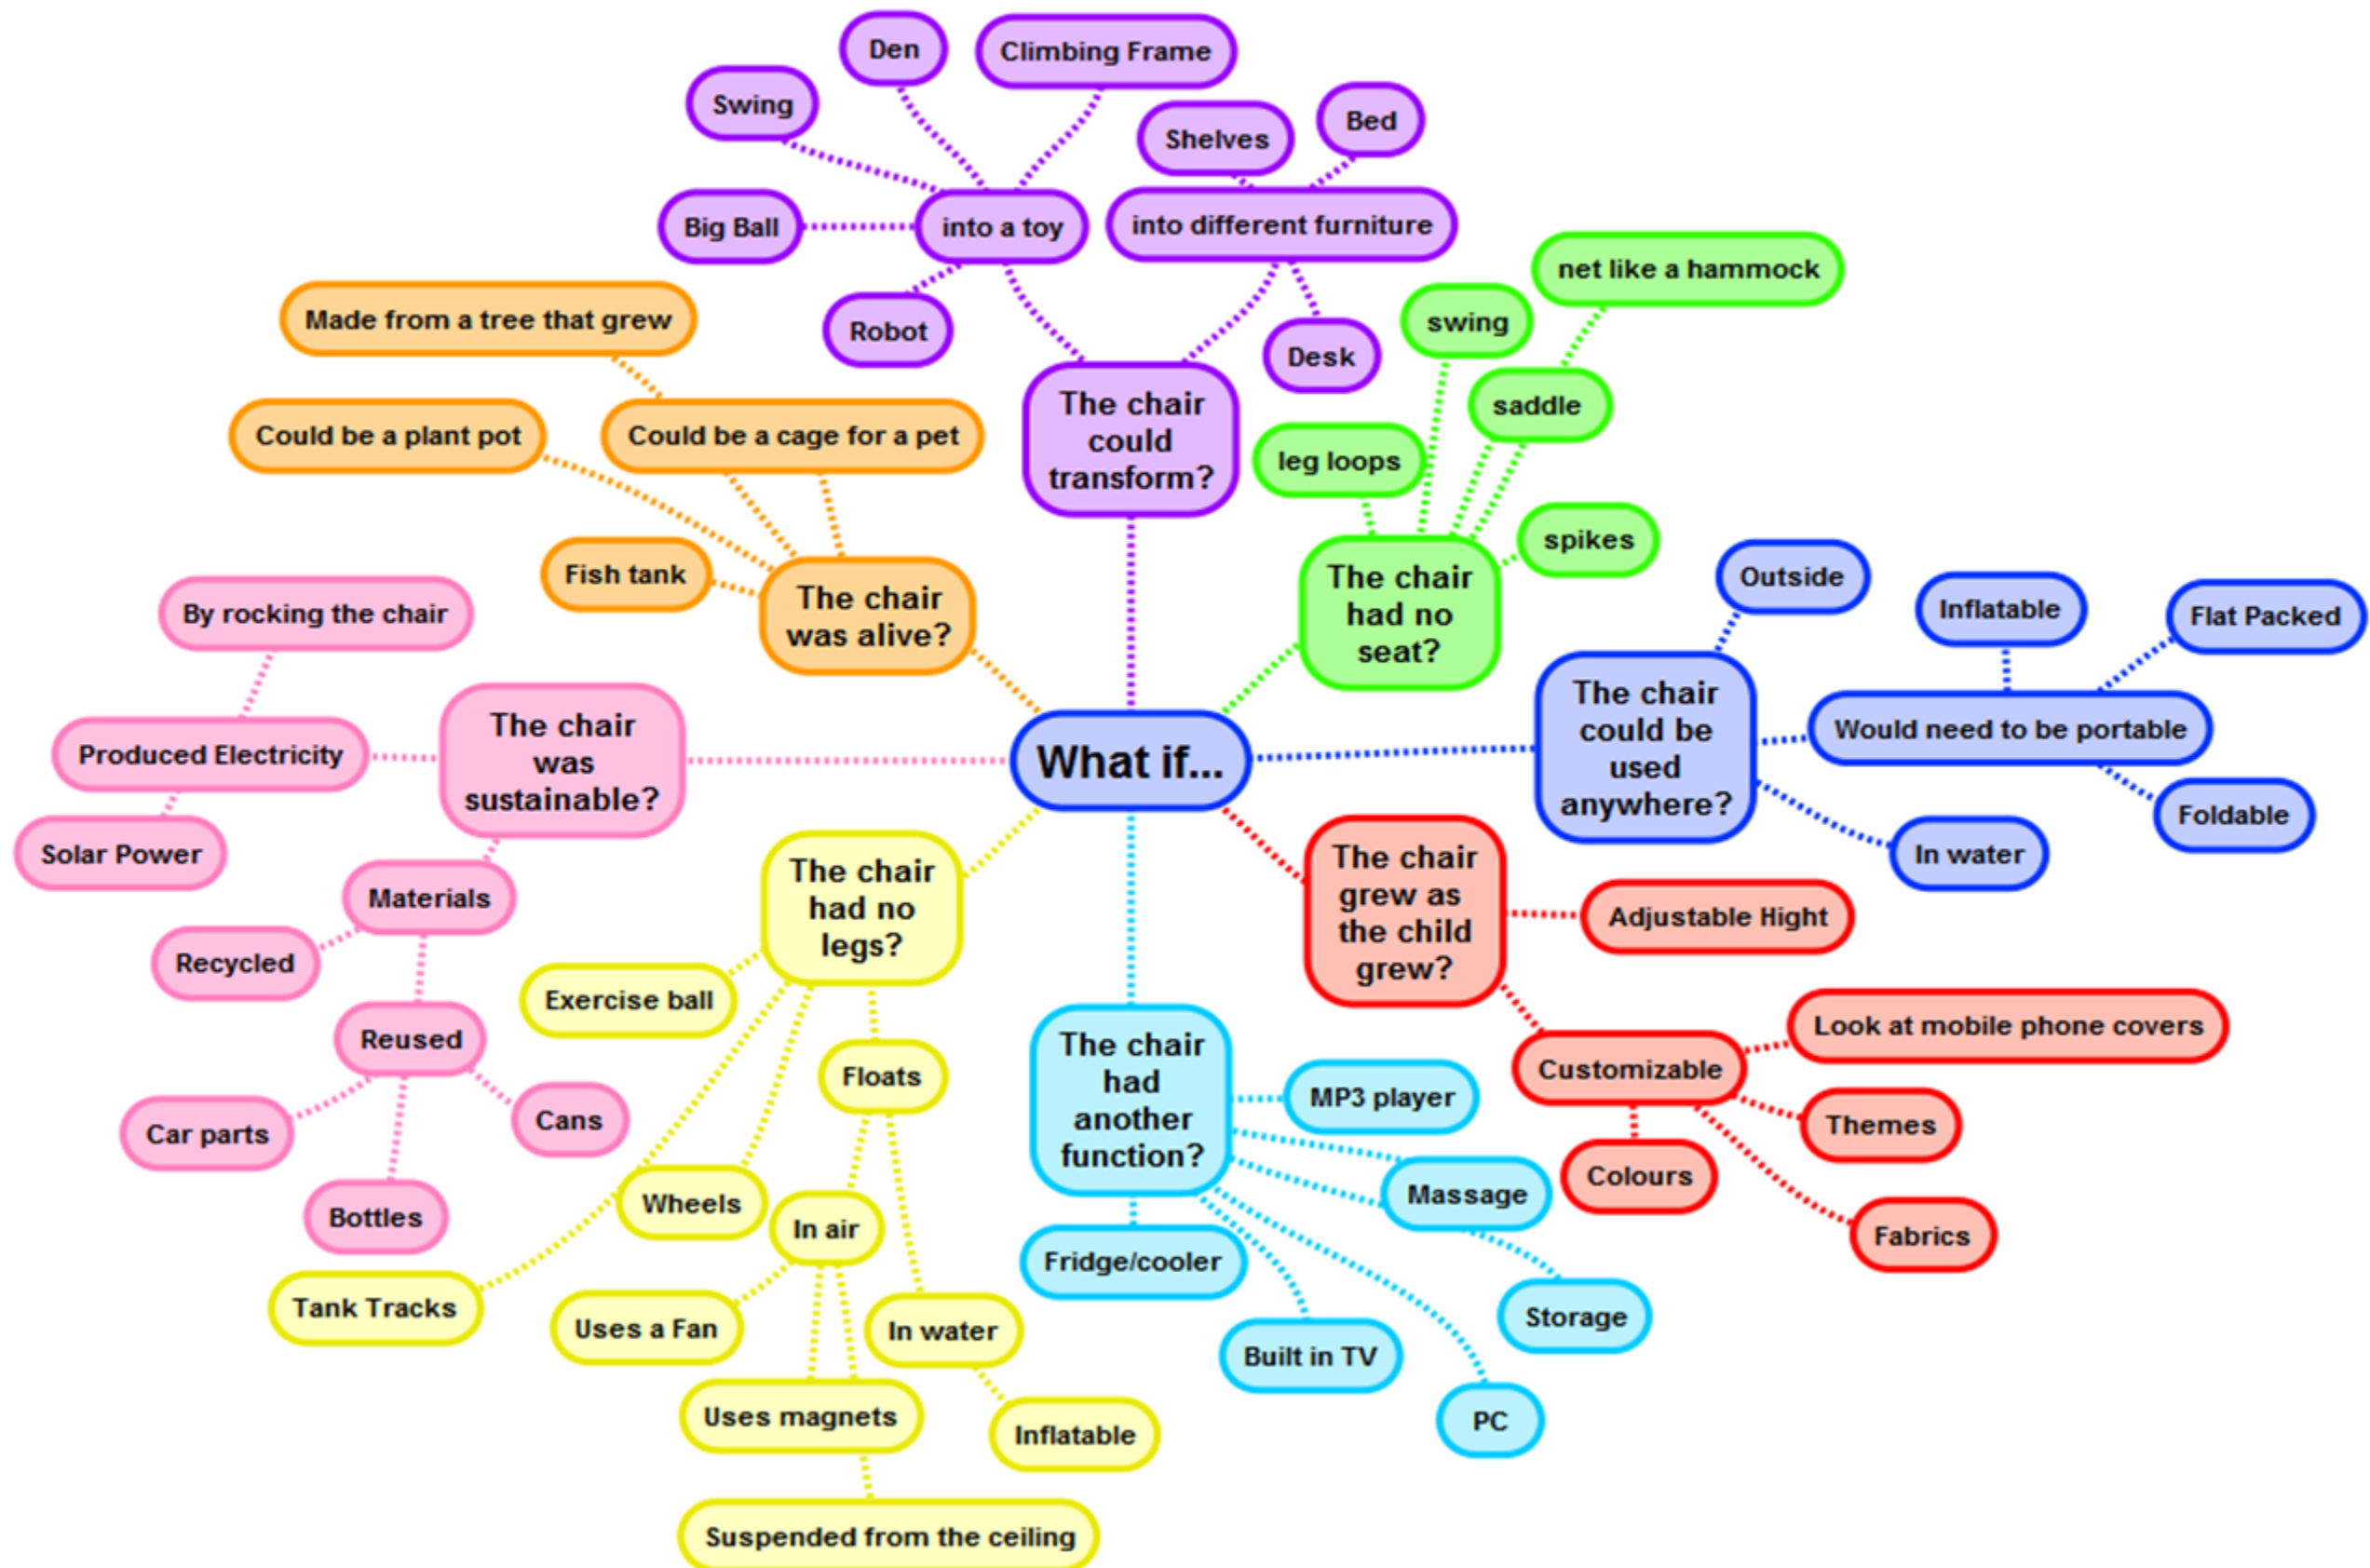 Den
Climbing Frame
Swing
Shelves
Bed
Big Ball
into a toy
into different furniture
Robot
Desk
The chair
could
transform?
net like a hammock
swing
saddle
leg loops
spikes
The chair
had no
seat?
Made from a tree that grew
Could be a plant pot
Could be a cage for a pet
Fish tank
The chair
was alive?
Outside
Inflatable
Flat Packed
The chair
could be
used
anywhere?
Would need to be portable
Foldable
In water
What if...
By rocking the chair
Produced Electricity
Solar Power
The chair
was
sustainable?
Materials
Recycled
Reused
Car parts
Cans
Bottles
The chair
had no
legs?
Exercise ball
Floats
Wheels
In air
Tank Tracks
Uses a Fan
In water
Uses magnets
Inflatable
Suspended from the ceiling
The chair
had
another
function?
MP3 player
Massage
Fridge/cooler
Storage
Built in TV
PC
The chair
grew as
the child
grew?
Adjustable Hight
Customizable
Look at mobile phone covers
Themes
Colours
Fabrics